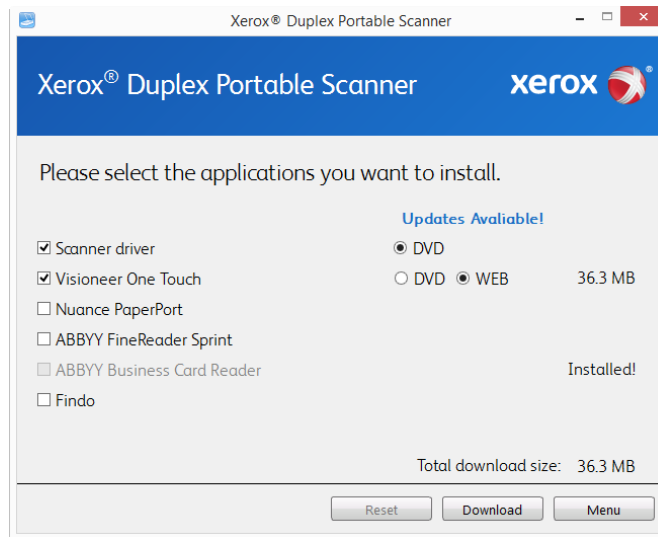 Xerox® Duplex Portable Scanner
Xerox® Duplex Portable Scanner
xerox ®
Please select the applications you want to install.
Updates Avaliable!
Scanner driver DVD
Visioneer One Touch DVD WEB 36.3 MB
Nuance PaperPort
ABBYY FineReader Sprint
ABBYY Business Card Reader Installed!
Findo
Total download size: 36.3 MB
Reset Download Menu